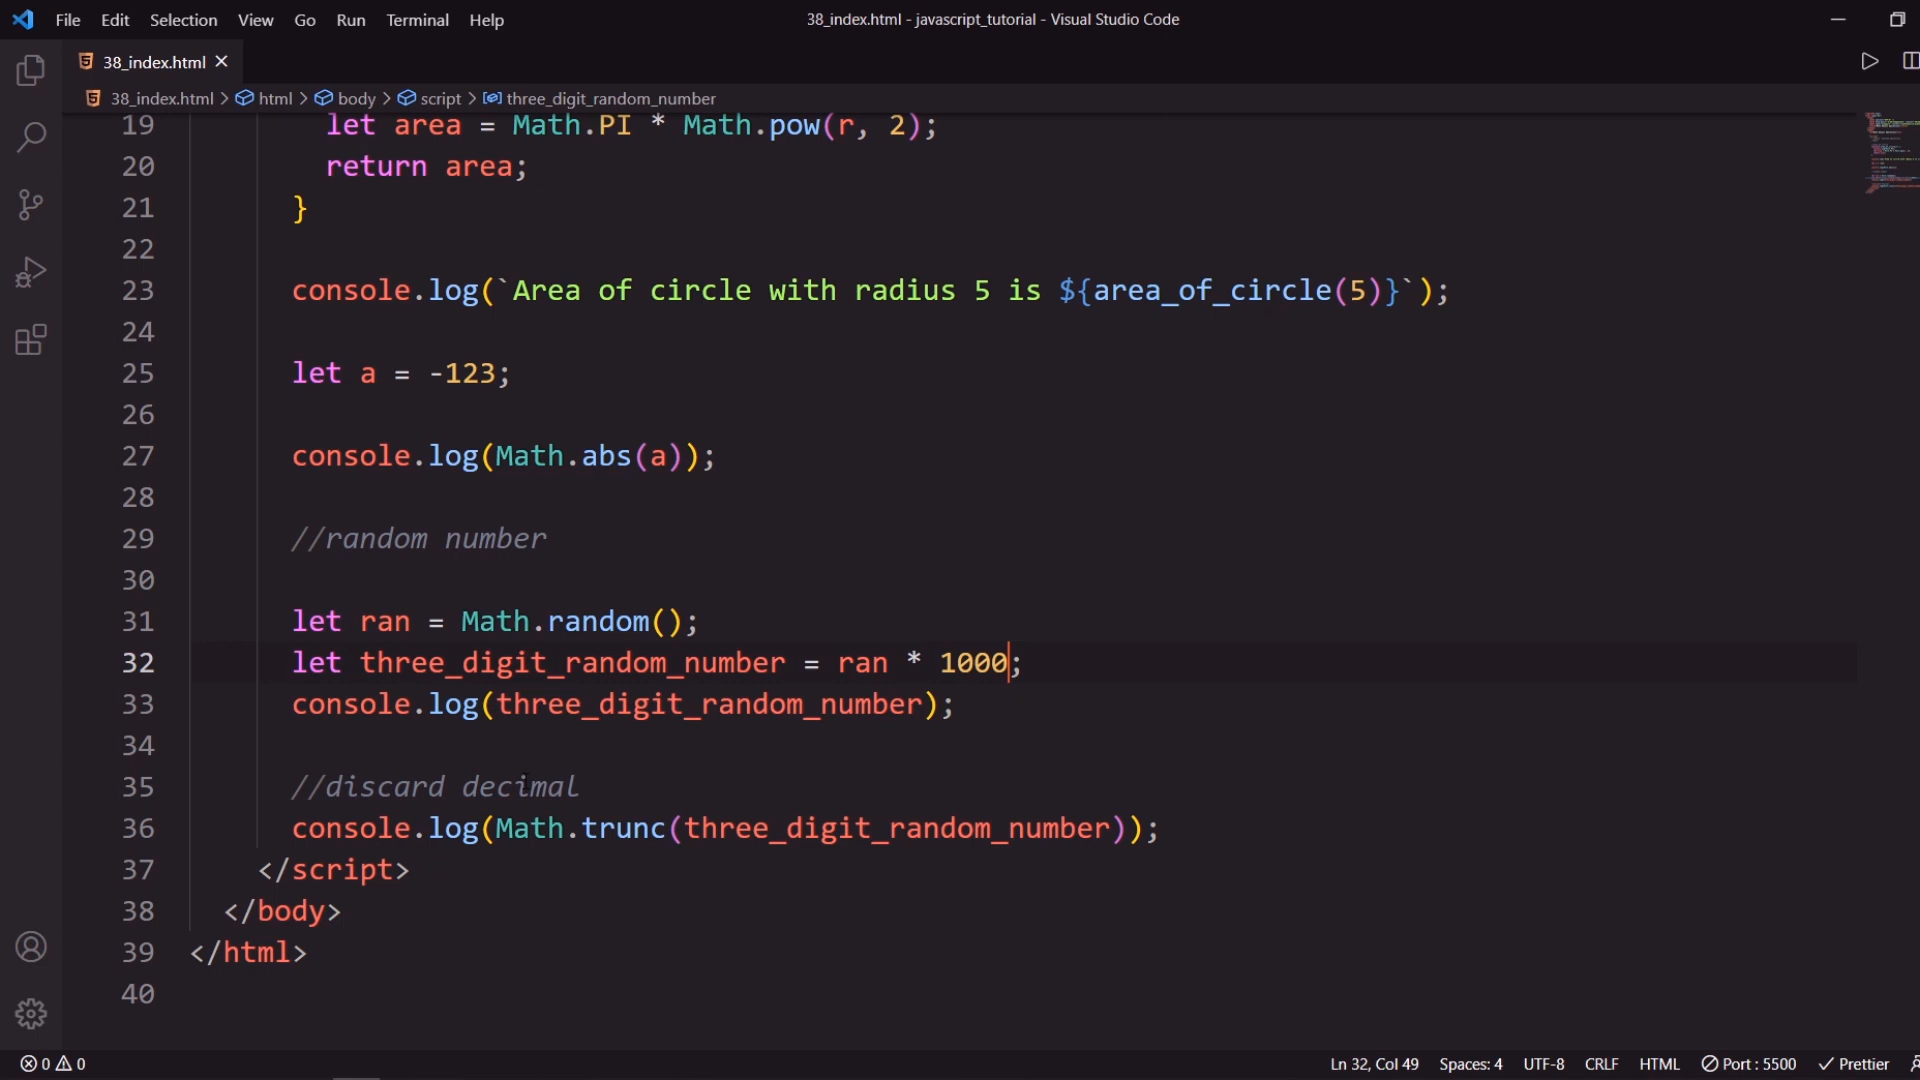 File Edit Selection View Go Run Terminal Help 38_index.html - javascript_tutorial - Visual Studio Code
38_index.html
38_index.html > html > body > script > three_digit_random_number
19 let area = Math.PI * Math.pow(r, 2);
20 return area;
21 }
22
23 console.log(`Area of circle with radius 5 is ${area_of_circle(5)}`);
24
25 let a = -123;
26
27 console.log(Math.abs(a));
28
29 //random number
30
31 let ran = Math.random();
32 let three_digit_random_number = ran * 1000;
33 console.log(three_digit_random_number);
34
35 //discard decimal
36 console.log(Math.trunc(three_digit_random_number));
37 </script>
38 </body>
39 </html>
40
0 0 Ln 32, Col 49 Spaces: 4 UTF-8 CRLF HTML Port : 5500 Prettier